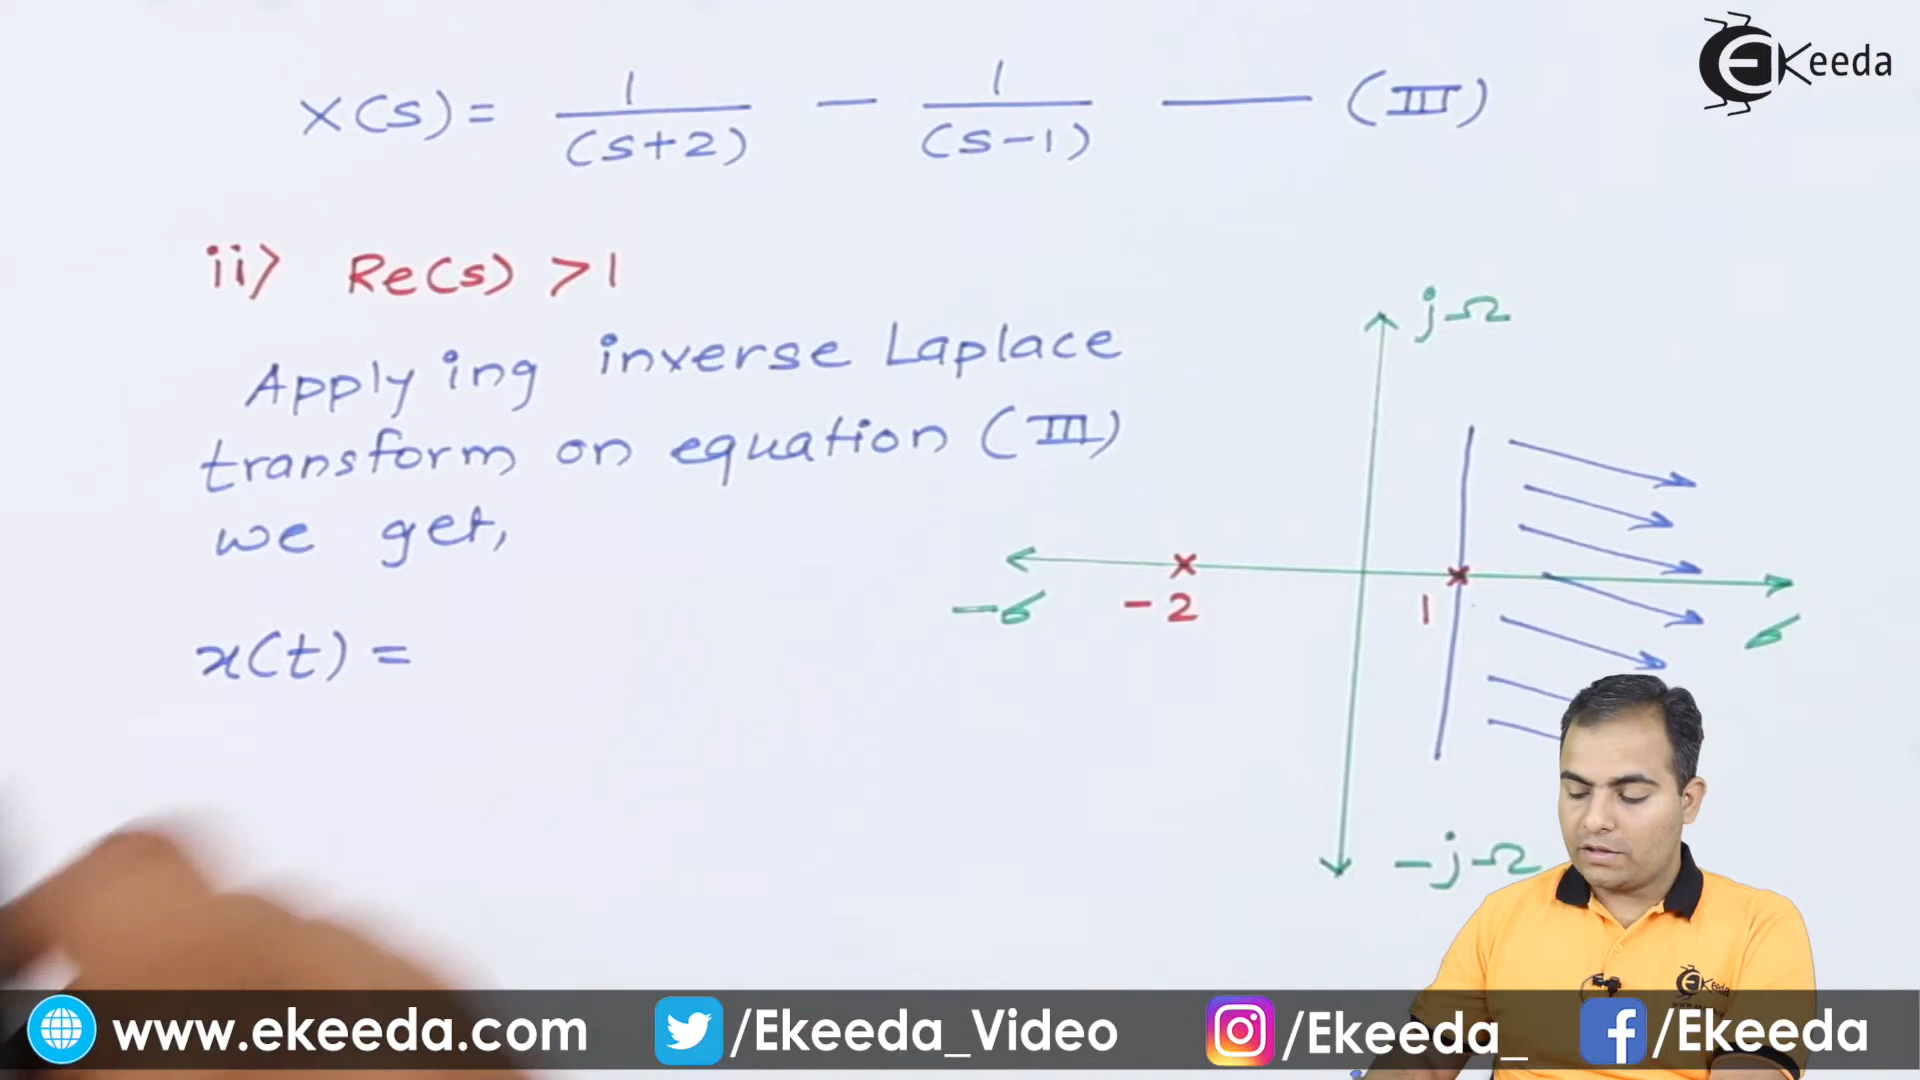 Keeda
X(s) = 1/(s+2) - 1/(s-1) —— (III)
ii) Re(s) > 1
Applying inverse Laplace
transform on equation (III)
we get,
x(t) =
jΩ
-σ
-2
1
σ
-jΩ
Keeda
www.ekeeda.com
/Ekeeda_Video
/Ekeeda_
/Ekeeda